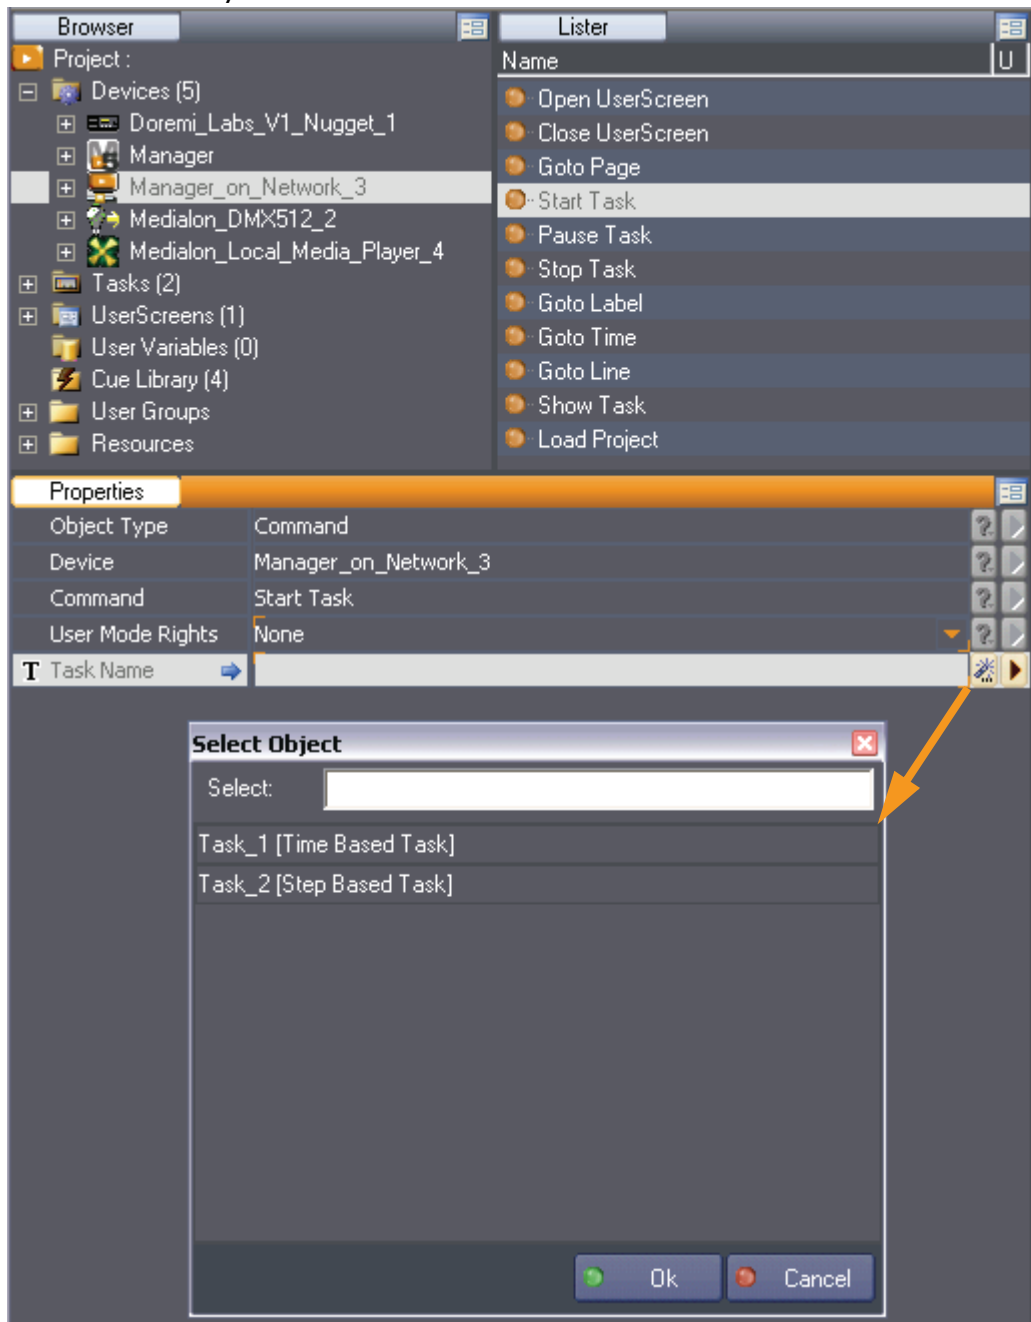 Browser
Project :
Devices (5)
Doremi_Labs_V1_Nugget_1
Manager
Manager_on_Network_3
Medialon_DMX512_2
Medialon_Local_Media_Player_4
Tasks (2)
UserScreens (1)
User Variables (0)
Cue Library (4)
User Groups
Resources
Lister
Name U
Open UserScreen
Close UserScreen
Goto Page
Start Task
Pause Task
Stop Task
Goto Label
Goto Time
Goto Line
Show Task
Load Project
Properties
Object Type Command
Device Manager_on_Network_3
Command Start Task
User Mode Rights None
T Task Name
Select Object
Select:
Task_1 [Time Based Task]
Task_2 [Step Based Task]
Ok Cancel